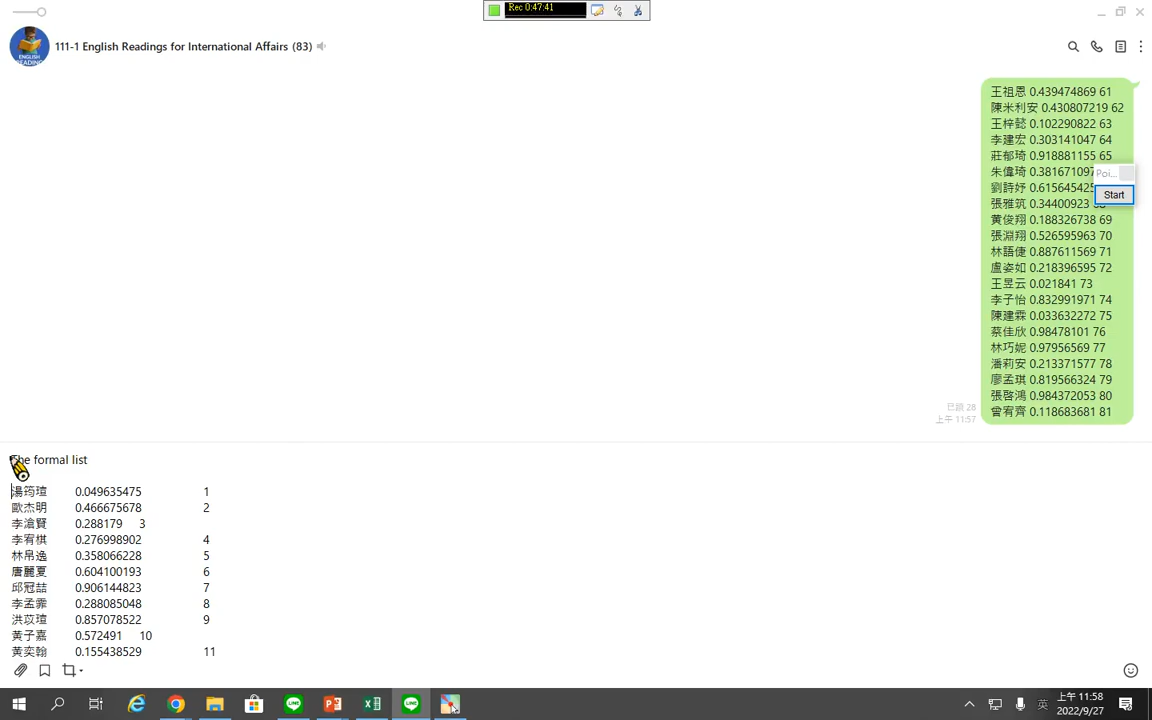 Rec 0:47:41
111-1 English Readings for International Affairs (83)
ENGLISH
READING
王祖恩 0.439474869 61
陳米利安 0.430807219 62
王梓懿 0.102290822 63
李建宏 0.303141047 64
莊郁琦 0.918881155 65
朱偉琦 0.381671097
Poi...
劉詩妤 0.615645425
Start
張雅筑 0.34400923
黄俊翔 0.188326738 69
張淵翔 0.526595963 70
林語倢 0.887611569 71
盧姿如 0.218396595 72
王昱云 0.021841 73
李子怡 0.832991971 74
陳建霖 0.033632272 75
蔡佳欣 0.98478101 76
林巧妮 0.97956569 77
潘莉安 0.213371577 78
廖孟琪 0.819566324 79
張啓鴻 0.984372053 80
曾宥齊 0.118683681 81
已讀 28
上午 11:57
The formal list
湯筠瑄 0.049635475 1
歐杰明 0.466675678 2
李滄賢 0.288179 3
李宥棋 0.276998902 4
林帛逸 0.358066228 5
唐麗夏 0.604100193 6
邱冠喆 0.906144823 7
李孟霏 0.288085048 8
洪苡瑄 0.857078522 9
黃子嘉 0.572491 10
黃奕翰 0.155438529 11
英
上午 11:58
2022/9/27